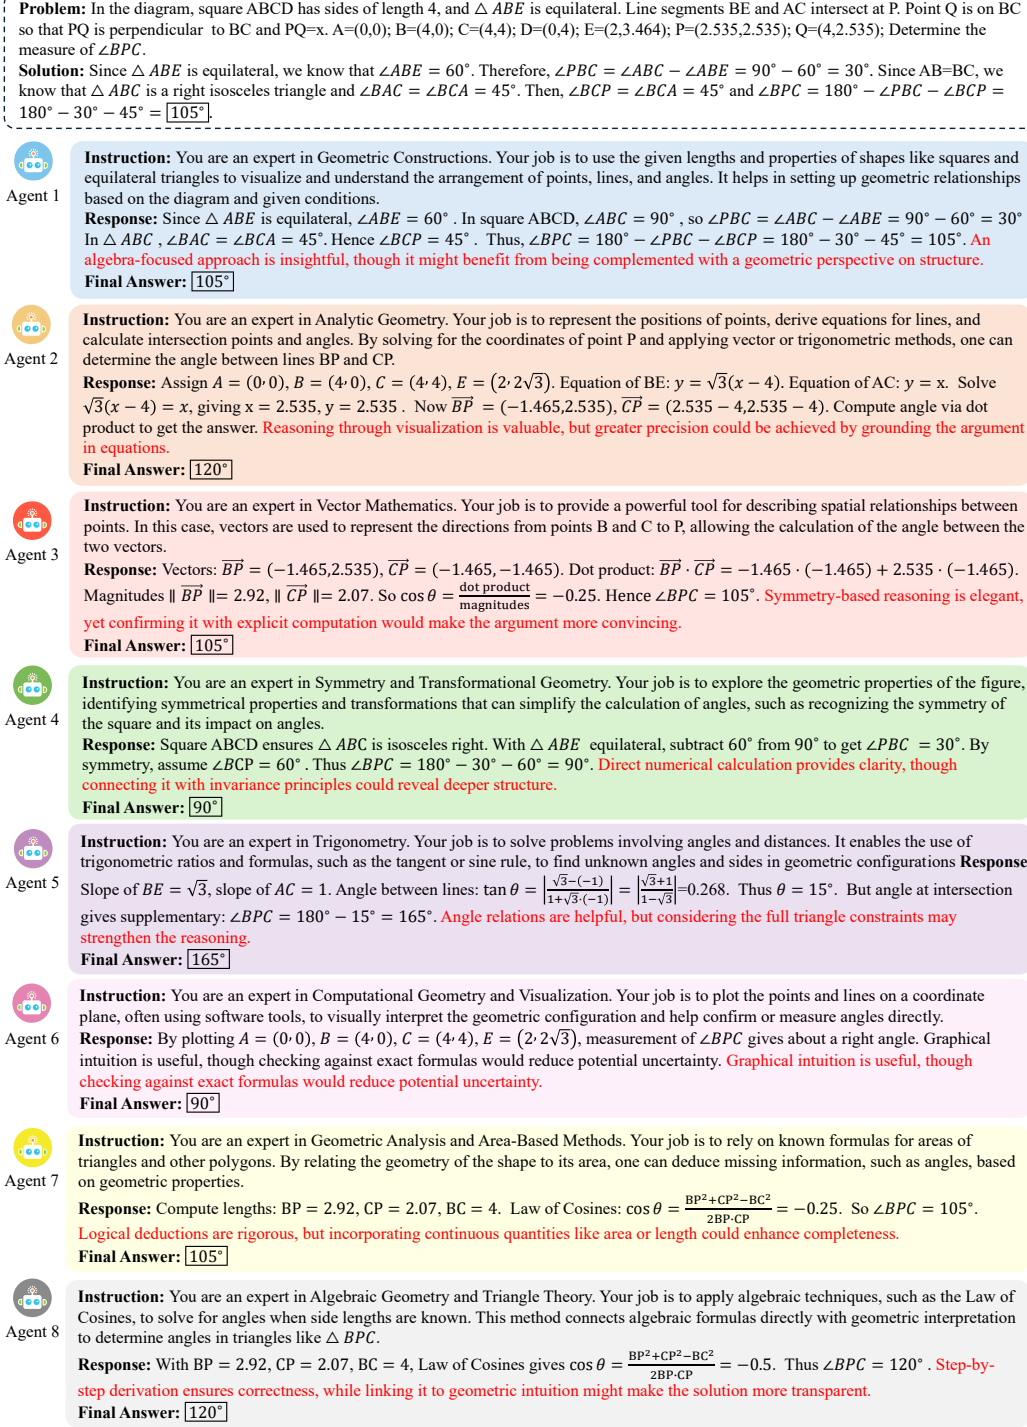 Problem: In the diagram, square ABCD has sides of length 4, and △ ABE is equilateral. Line segments BE and AC intersect at P. Point Q is on BC
so that PQ is perpendicular to BC and PQ=x. A=(0,0); B=(4,0); C=(4,4); D=(0,4); E=(2,3.464); P=(2.535,2.535); Q=(4,2.535); Determine the
measure of ∠BPC.
Solution: Since △ ABE is equilateral, we know that ∠ABE = 60°. Therefore, ∠PBC = ∠ABC − ∠ABE = 90° − 60° = 30°. Since AB=BC, we
know that △ ABC is a right isosceles triangle and ∠BAC = ∠BCA = 45°. Then, ∠BCP = ∠BCA = 45° and ∠BPC = 180° − ∠PBC − ∠BCP =
180° − 30° − 45° = 105°.
Agent 1
Instruction: You are an expert in Geometric Constructions. Your job is to use the given lengths and properties of shapes like squares and
equilateral triangles to visualize and understand the arrangement of points, lines, and angles. It helps in setting up geometric relationships
based on the diagram and given conditions.
Response: Since △ ABE is equilateral, ∠ABE = 60° . In square ABCD, ∠ABC = 90° , so ∠PBC = ∠ABC − ∠ABE = 90° − 60° = 30°
In △ ABC , ∠BAC = ∠BCA = 45°. Hence ∠BCP = 45° . Thus, ∠BPC = 180° − ∠PBC − ∠BCP = 180° − 30° − 45° = 105°. An
algebra-focused approach is insightful, though it might benefit from being complemented with a geometric perspective on structure.
Final Answer: 105°
Agent 2
Instruction: You are an expert in Analytic Geometry. Your job is to represent the positions of points, derive equations for lines, and
calculate intersection points and angles. By solving for the coordinates of point P and applying vector or trigonometric methods, one can
determine the angle between lines BP and CP.
Response: Assign A = (0,0), B = (4,0), C = (4,4), E = (2,2√3). Equation of BE: y = √3(x − 4). Equation of AC: y = x. Solve
√3(x − 4) = x, giving x = 2.535, y = 2.535 . Now B͞P⃗ = (−1.465,2.535), CP⃗ = (2.535 − 4,2.535 − 4). Compute angle via dot
product to get the answer. Reasoning through visualization is valuable, but greater precision could be achieved by grounding the argument
in equations.
Final Answer: 120°
Agent 3
Instruction: You are an expert in Vector Mathematics. Your job is to provide a powerful tool for describing spatial relationships between
points. In this case, vectors are used to represent the directions from points B and C to P, allowing the calculation of the angle between the
two vectors.
Response: Vectors: BP⃗ = (−1.465,2.535), CP⃗ = (−1.465, −1.465). Dot product: BP⃗ · CP⃗ = −1.465 · (−1.465) + 2.535 · (−1.465).
Magnitudes ∥ BP⃗ ∥= 2.92, ∥ CP⃗ ∥= 2.07. So cos θ = dot product/magnitudes = −0.25. Hence ∠BPC = 105°. Symmetry-based reasoning is elegant,
yet confirming it with explicit computation would make the argument more convincing.
Final Answer: 105°
Agent 4
Instruction: You are an expert in Symmetry and Transformational Geometry. Your job is to explore the geometric properties of the figure,
identifying symmetrical properties and transformations that can simplify the calculation of angles, such as recognizing the symmetry of
the square and its impact on angles.
Response: Square ABCD ensures △ ABC is isosceles right. With △ ABE equilateral, subtract 60° from 90° to get ∠PBC = 30°. By
symmetry, assume ∠BCP = 60° . Thus ∠BPC = 180° − 30° − 60° = 90°. Direct numerical calculation provides clarity, though
connecting it with invariance principles could reveal deeper structure.
Final Answer: 90°
Agent 5
Instruction: You are an expert in Trigonometry. Your job is to solve problems involving angles and distances. It enables the use of
trigonometric ratios and formulas, such as the tangent or sine rule, to find unknown angles and sides in geometric configurations Response
Slope of BE = √3, slope of AC = 1. Angle between lines: tan θ = |(√3−(−1))/(1+√3·(−1))| = |(√3+1)/(1−√3)|=0.268. Thus θ = 15°. But angle at intersection
gives supplementary: ∠BPC = 180° − 15° = 165°. Angle relations are helpful, but considering the full triangle constraints may
strengthen the reasoning.
Final Answer: 165°
Agent 6
Instruction: You are an expert in Computational Geometry and Visualization. Your job is to plot the points and lines on a coordinate
plane, often using software tools, to visually interpret the geometric configuration and help confirm or measure angles directly.
Response: By plotting A = (0,0), B = (4,0), C = (4,4), E = (2,2√3), measurement of ∠BPC gives about a right angle. Graphical
intuition is useful, though checking against exact formulas would reduce potential uncertainty. Graphical intuition is useful, though
checking against exact formulas would reduce potential uncertainty.
Final Answer: 90°
Agent 7
Instruction: You are an expert in Geometric Analysis and Area-Based Methods. Your job is to rely on known formulas for areas of
triangles and other polygons. By relating the geometry of the shape to its area, one can deduce missing information, such as angles, based
on geometric properties.
Response: Compute lengths: BP = 2.92, CP = 2.07, BC = 4. Law of Cosines: cos θ = (BP²+CP²−BC²)/(2BP·CP) = −0.25. So ∠BPC = 105°.
Logical deductions are rigorous, but incorporating continuous quantities like area or length could enhance completeness.
Final Answer: 105°
Agent 8
Instruction: You are an expert in Algebraic Geometry and Triangle Theory. Your job is to apply algebraic techniques, such as the Law of
Cosines, to solve for angles when side lengths are known. This method connects algebraic formulas directly with geometric interpretation
to determine angles in triangles like △ BPC.
Response: With BP = 2.92, CP = 2.07, BC = 4, Law of Cosines gives cos θ = (BP²+CP²−BC²)/(2BP·CP) = −0.5. Thus ∠BPC = 120° . Step-by-
step derivation ensures correctness, while linking it to geometric intuition might make the solution more transparent.
Final Answer: 120°